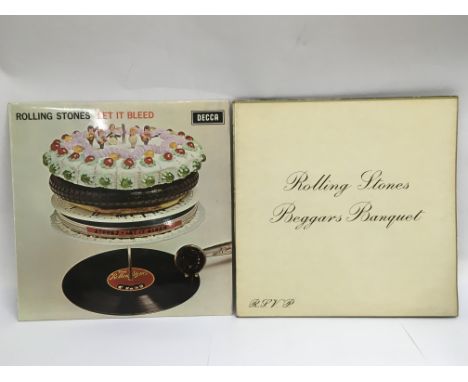 ROLLING STONES LET IT BLEED
DECCA
Rolling Stones
Beggars Banquet
R.S.V.P.